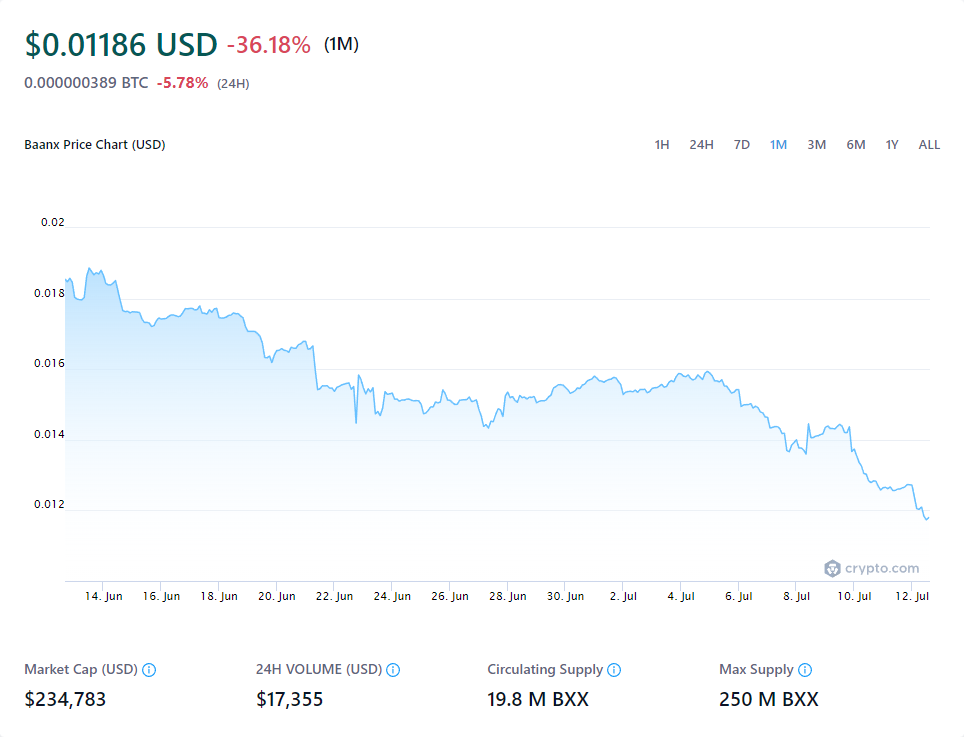 $0.01186 USD -36.18% (1M)
0.000000389 BTC -5.78% (24H)
Baanx Price Chart (USD) 1H 24H 7D 1M 3M 6M 1Y ALL
0.02
0.018
0.016
0.014
0.012
crypto.com
14. Jun 16. Jun 18. Jun 20. Jun 22. Jun 24. Jun 26. Jun 28. Jun 30. Jun 2. Jul 4. Jul 6. Jul 8. Jul 10. Jul 12. Jul
Market Cap (USD) 24H VOLUME (USD) Circulating Supply Max Supply
$234,783 $17,355 19.8 M BXX 250 M BXX